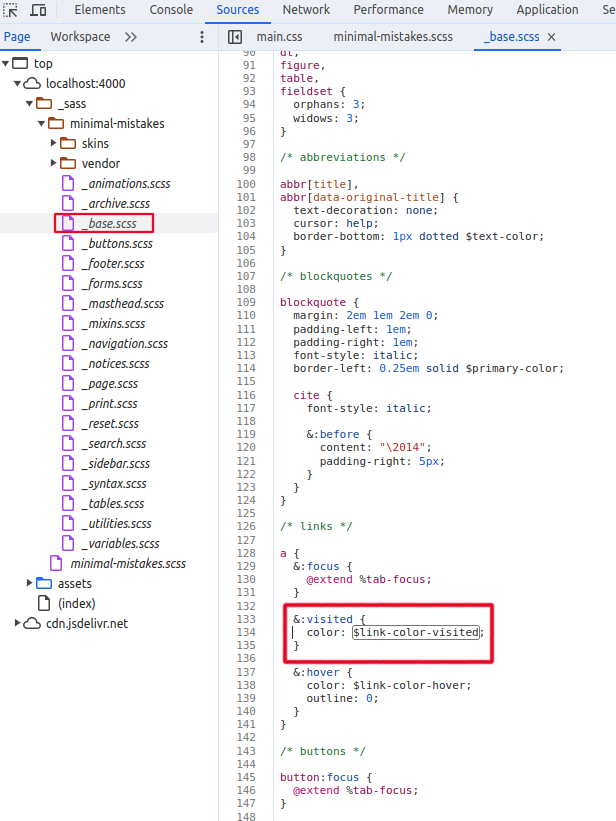 Elements Console Sources Network Performance Memory Application Se
Page Workspace main.css minimal-mistakes.scss _base.scss
top
localhost:4000
_sass
minimal-mistakes
skins
vendor
_animations.scss
_archive.scss
_base.scss
_buttons.scss
_footer.scss
_forms.scss
_masthead.scss
_mixins.scss
_navigation.scss
_notices.scss
_page.scss
_print.scss
_reset.scss
_search.scss
_sidebar.scss
_syntax.scss
_tables.scss
_utilities.scss
_variables.scss
minimal-mistakes.scss
assets
(index)
cdn.jsdelivr.net
90 dt,
91 figure,
92 table,
93 fieldset {
94 orphans: 3;
95 widows: 3;
96 }
97
98 /* abbreviations */
99
100 abbr[title],
101 abbr[data-original-title] {
102 text-decoration: none;
103 cursor: help;
104 border-bottom: 1px dotted $text-color;
105 }
106
107 /* blockquotes */
108
109 blockquote {
110 margin: 2em 1em 2em 0;
111 padding-left: 1em;
112 padding-right: 1em;
113 font-style: italic;
114 border-left: 0.25em solid $primary-color;
115
116 cite {
117 font-style: italic;
118
119 &:before {
120 content: "\2014";
121 padding-right: 5px;
122 }
123 }
124 }
125
126 /* links */
127
128 a {
129 &:focus {
130 @extend %tab-focus;
131 }
132
133 &:visited {
134 color: $link-color-visited;
135 }
136
137 &:hover {
138 color: $link-color-hover;
139 outline: 0;
140 }
141 }
142
143 /* buttons */
144
145 button:focus {
146 @extend %tab-focus;
147 }
148